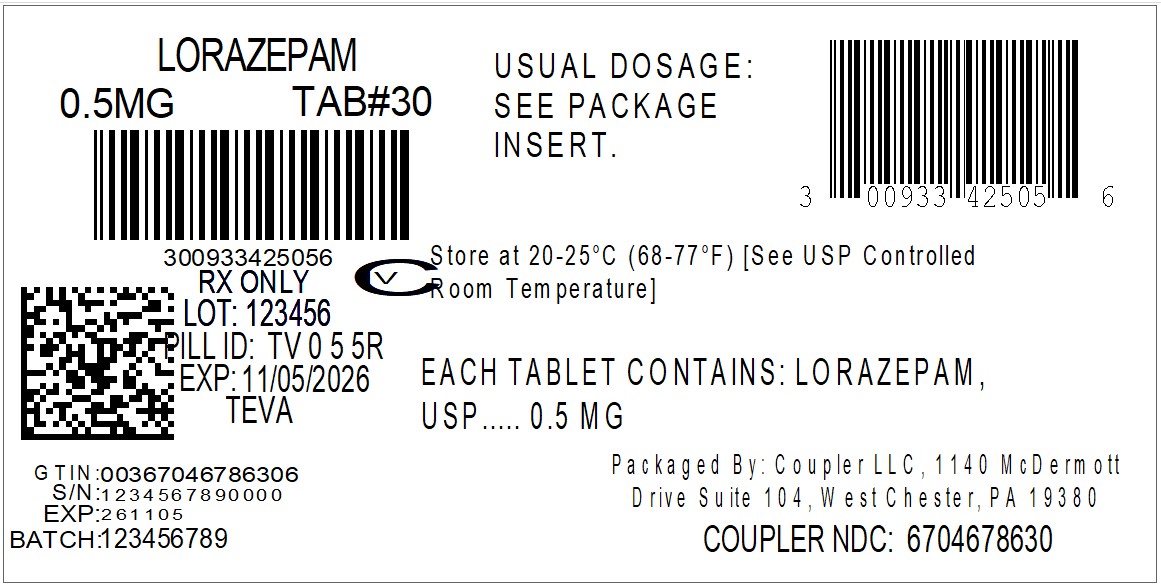 LORAZEPAM
0.5MG TAB#30
300933425056
RX ONLY
LOT: 123456
PILL ID: TV 0 5 5R
EXP: 11/05/2026
TEVA
GTIN:00367046786306
S/N:1234567890000
EXP:261105
BATCH:123456789
USUAL DOSAGE:
SEE PACKAGE
INSERT.
3 00933 42505 6
CIV
Store at 20-25°C (68-77°F) [See USP Controlled
Room Temperature]
EACH TABLET CONTAINS: LORAZEPAM,
USP..... 0.5 MG
Packaged By: Coupler LLC, 1140 McDermott
Drive Suite 104, West Chester, PA 19380
COUPLER NDC: 6704678630